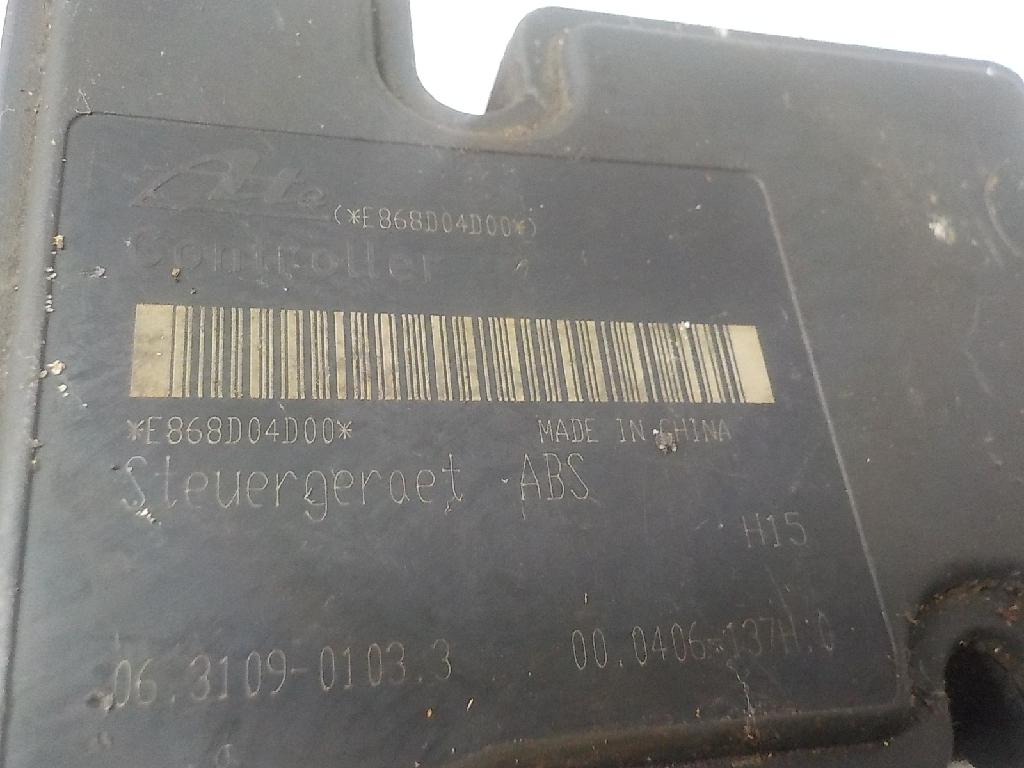 Ate
(*E868D04D00*)
Controller
*E868D04D00*
MADE IN CHINA
Steuergeraet ABS
H15
06.3109-0103.3
00.0406-137H.0